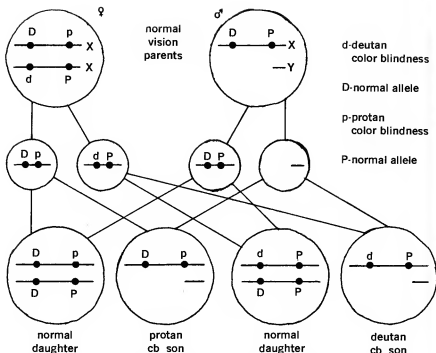 ♀
♂
normal
vision
parents
D p
X
d P
X
D P
X
Y
d-deutan
color blindness
D-normal allele
p-protan
color blindness
P-normal allele
D p
d P
D P
D p
D P
D p
d P
D P
d P
normal
daughter
protan
cb son
normal
daughter
deutan
cb son